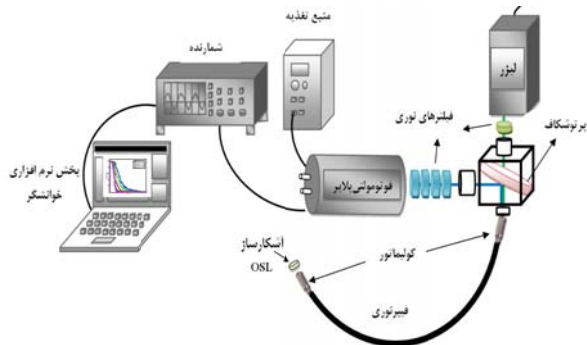 منبع تغذیه
شمارنده
لیزر
فیلترهای نوری
پرتوشکاف
بخش نرم افزاری
خوانشگر
فوتومولتی پلایر
آشکارساز
OSL
کولیماتور
فیبرنوری